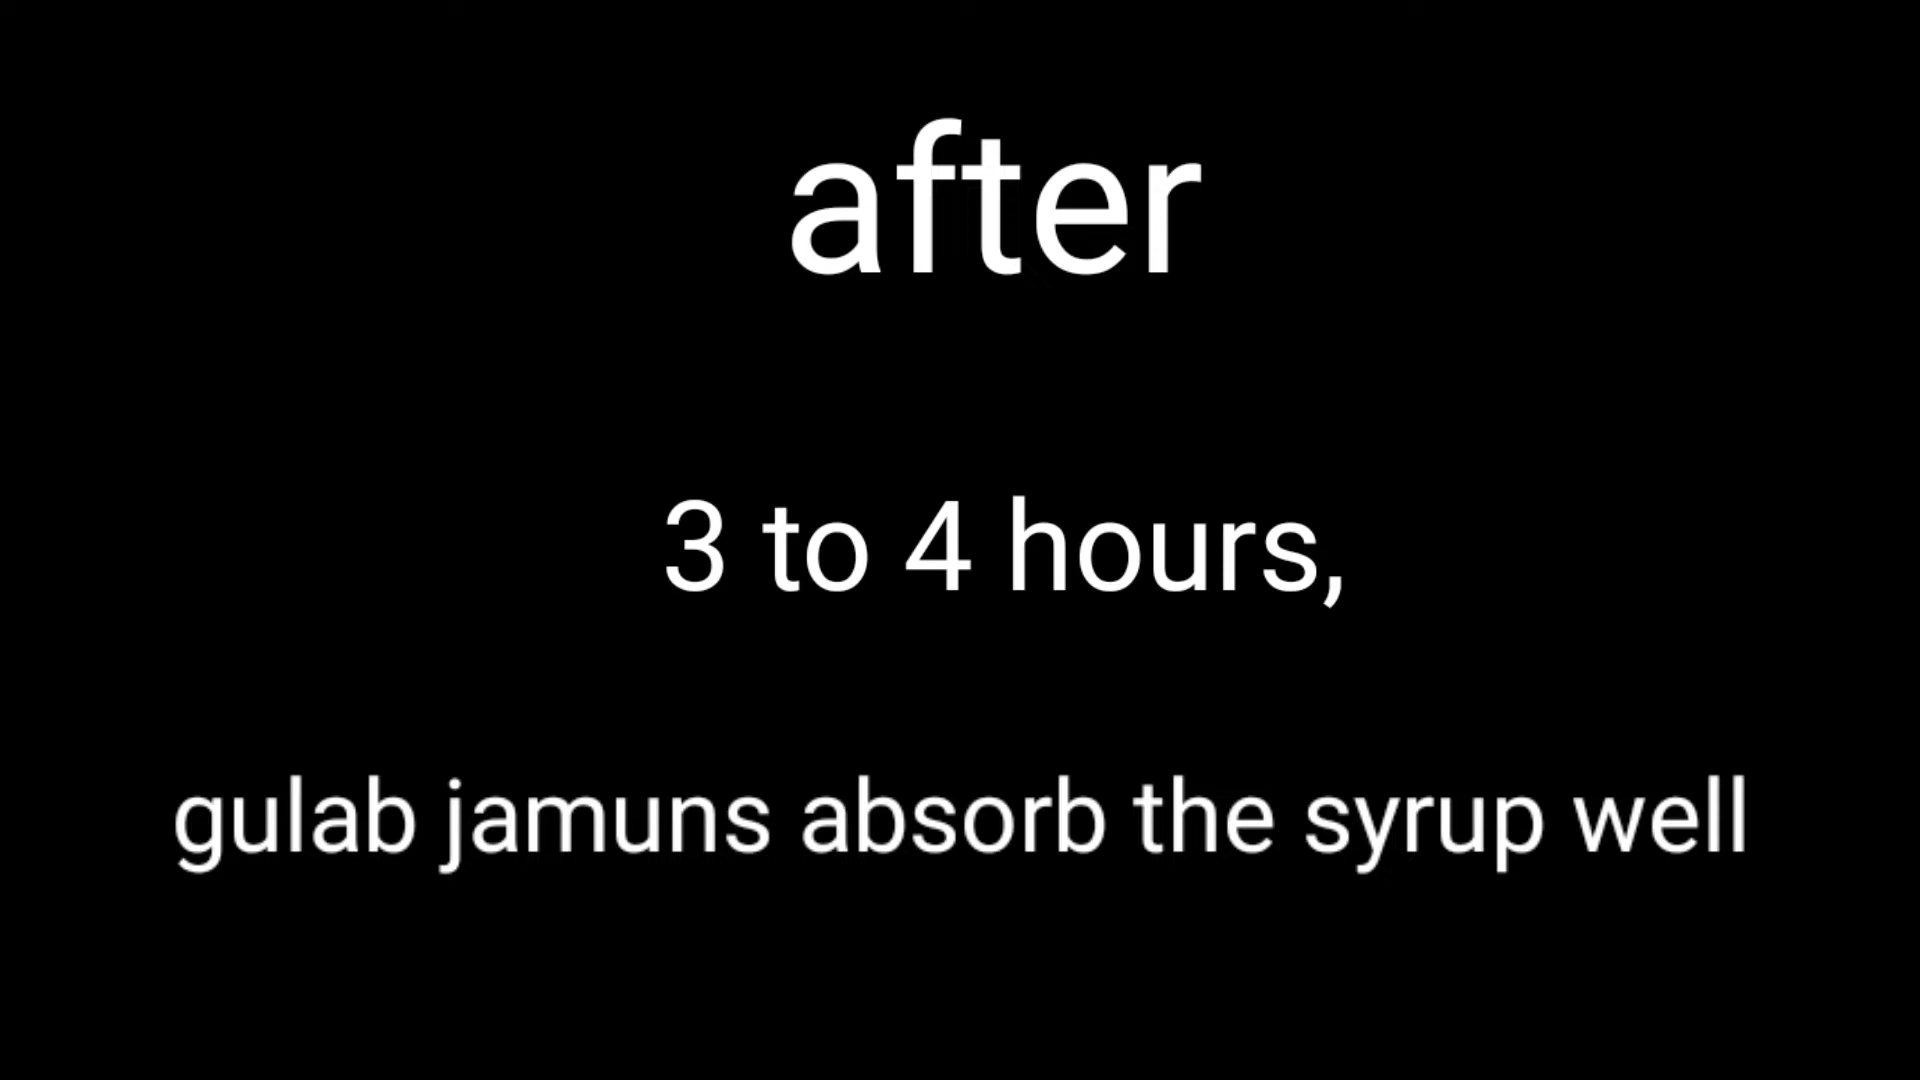 after
3 to 4 hours,
gulab jamuns absorb the syrup well